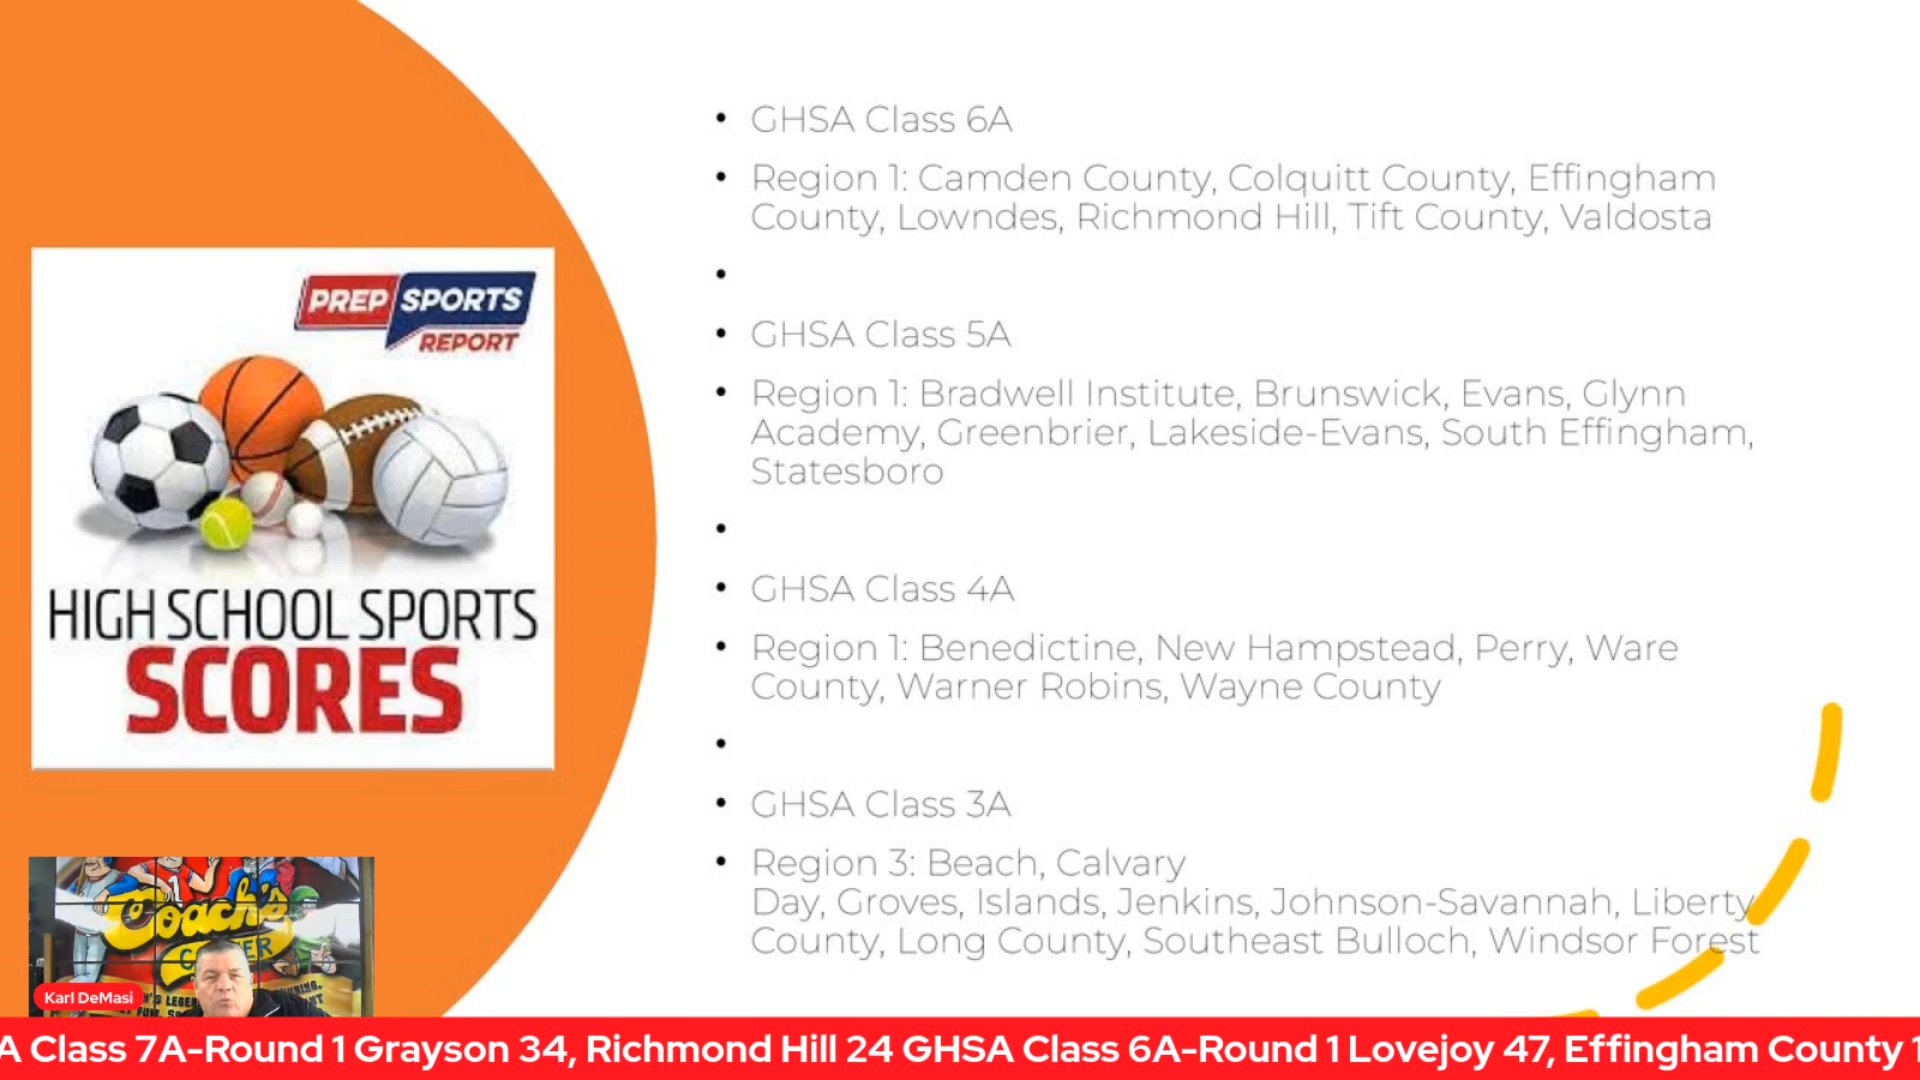 GHSA Class 6A
Region 1: Camden County, Colquitt County, Effingham
County, Lowndes, Richmond Hill, Tift County, Valdosta
GHSA Class 5A
Region 1: Bradwell Institute, Brunswick, Evans, Glynn
Academy, Greenbrier, Lakeside-Evans, South Effingham,
Statesboro
GHSA Class 4A
Region 1: Benedictine, New Hampstead, Perry, Ware
County, Warner Robins, Wayne County
GHSA Class 3A
Region 3: Beach, Calvary
Day, Groves, Islands, Jenkins, Johnson-Savannah, Liberty
County, Long County, Southeast Bulloch, Windsor Forest
PREP SPORTS
REPORT
HIGH SCHOOL SPORTS
SCORES
Coach's
Karl DeMasi
A Class 7A-Round 1 Grayson 34, Richmond Hill 24 GHSA Class 6A-Round 1 Lovejoy 47, Effingham County 1